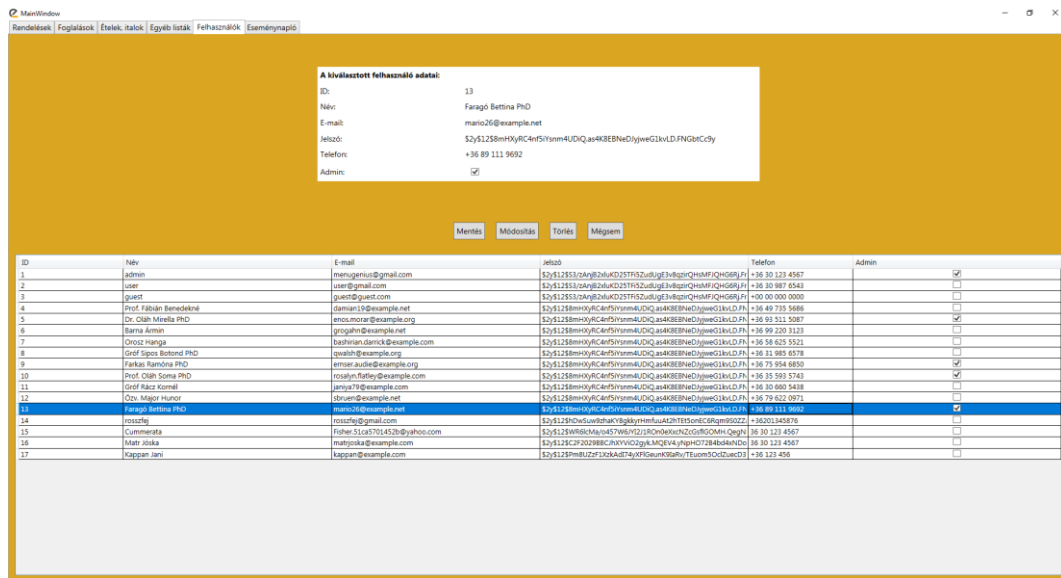 MainWindow
Rendelések Foglalások Ételek, italok Egyéb listák Felhasználók Eseménynapló
A kiválasztott felhasználó adatai:
ID: 13
Név: Faragó Bettina PhD
E-mail: mario26@example.net
Jelszó:
Telefon: +36 89 111 9692
Admin:
Mentés Módosítás Törlés Mégsem
ID Név E-mail Jelszó Telefon Admin
1 admin menugenius@gmail.com +36 30 123 4567
2 user user@gmail.com +36 30 987 6543
3 guest guest@guest.com +00 00 000 0000
4 Prof. Fábián Benedekné damian19@example.net +36 49 735 5686
5 Dr. Oláh Mirella PhD enos.morar@example.org +36 93 511 5087
6 Barna Ármin grogahn@example.net +36 99 220 3123
7 Orosz Hanga bashirian.darrick@example.com +36 58 625 5521
8 Gróf Sipos Botond PhD qwalsh@example.org +36 31 985 6578
9 Farkas Ramóna PhD emser.audie@example.org +36 75 954 6850
10 Prof. Oláh Soma PhD rosalyn.flatley@example.com +36 35 593 5743
11 Gróf Rácz Kornél janiya79@example.com +36 30 660 5438
12 Özv. Major Hunor sbruen@example.net +36 79 622 0971
13 Faragó Bettina PhD mario26@example.net +36 89 111 9692
14 rosszfej rosszfej@gmail.com +36201345876
15 Cummerata Fisher.51ca5701452b@yahoo.com 36 30 123 4567
16 Matr Jóska matrjoska@example.com 36 30 123 4567
17 Kappan Jani kappan@example.com +36 123 456